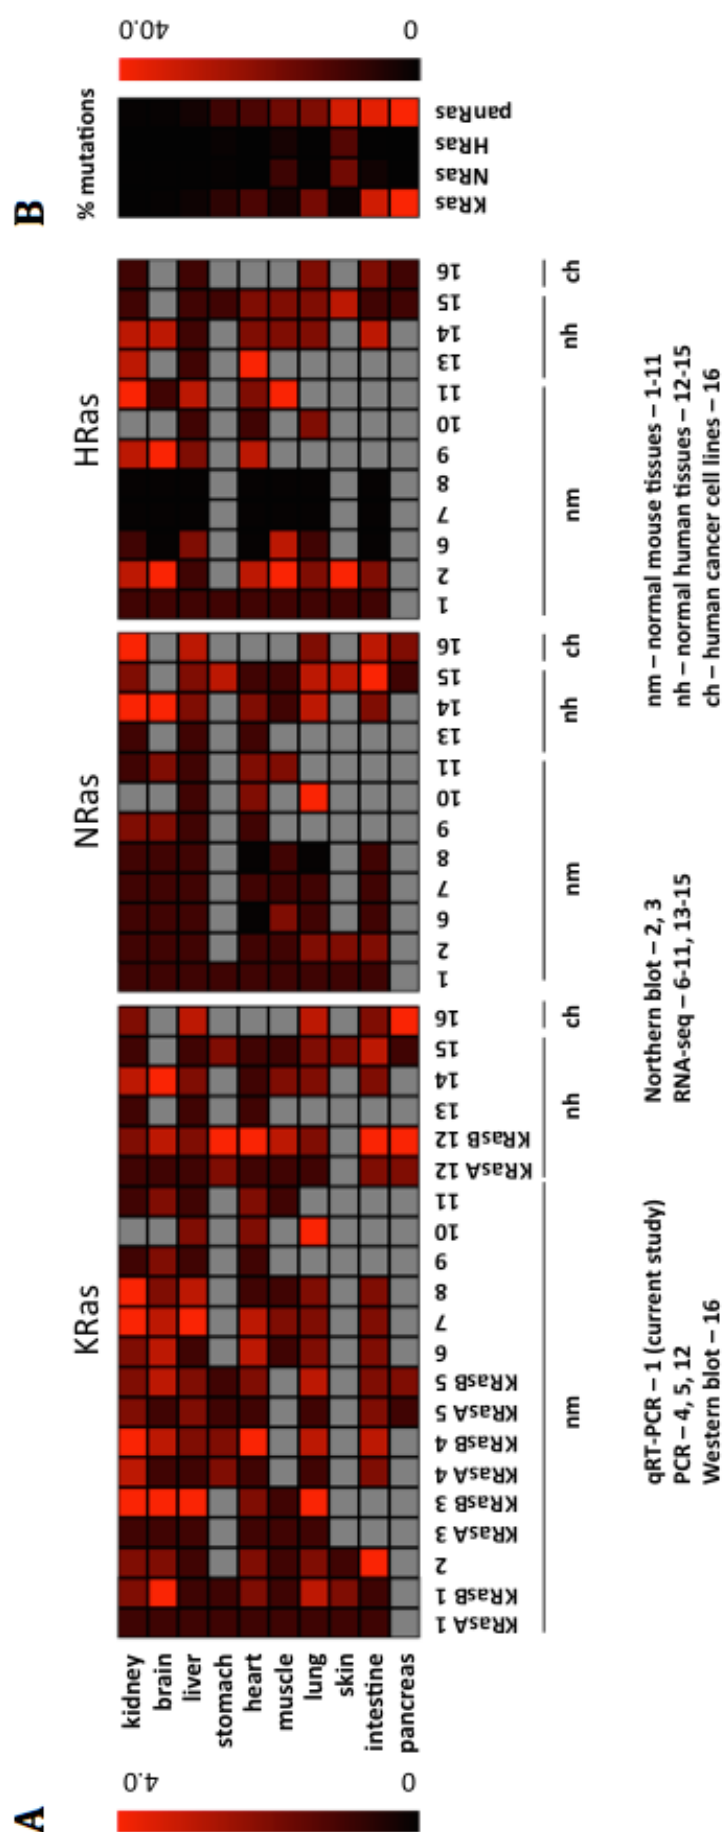 A
4.0
0
kidney
brain
liver
stomach
heart
muscle
lung
skin
intestine
pancreas
KRas
KRasA 1
KRasB 1
2
KRasA 3
KRasB 3
KRasA 4
KRasB 4
KRasA 5
KRasB 5
6
7
8
9
10
11
KRasA 12
KRasB 12
13
14
15
16
nm
nh
ch
NRas
1
2
6
7
8
9
10
11
13
14
15
16
nm
nh
ch
HRas
1
2
6
7
8
9
10
11
13
14
15
16
nm
nh
ch
B
% mutations
KRas
NRas
HRas
panRas
40.0
0
qRT-PCR – 1 (current study)
PCR – 4, 5, 12
Western blot – 16
Northern blot – 2, 3
RNA-seq – 6-11, 13-15
nm – normal mouse tissues – 1-11
nh – normal human tissues – 12-15
ch – human cancer cell lines – 16